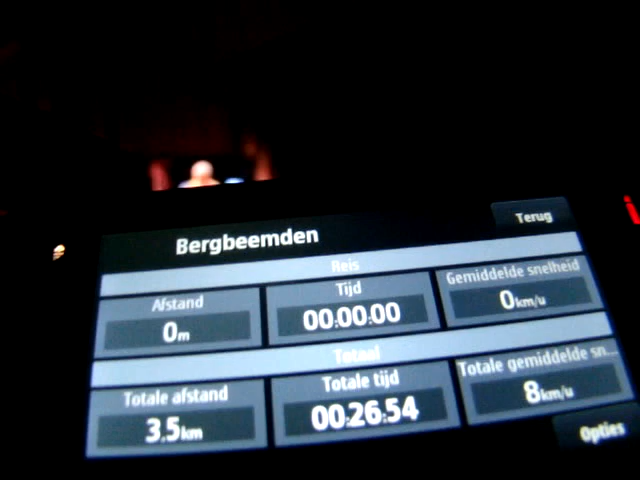 Terug
Bergbeemden
Reis
Afstand
Tijd
Gemiddelde snelheid
0m
00:00:00
0km/u
Totaal
Totale afstand
Totale tijd
Totale gemiddelde sn...
3.5km
00:26:54
8km/u
Opties
i